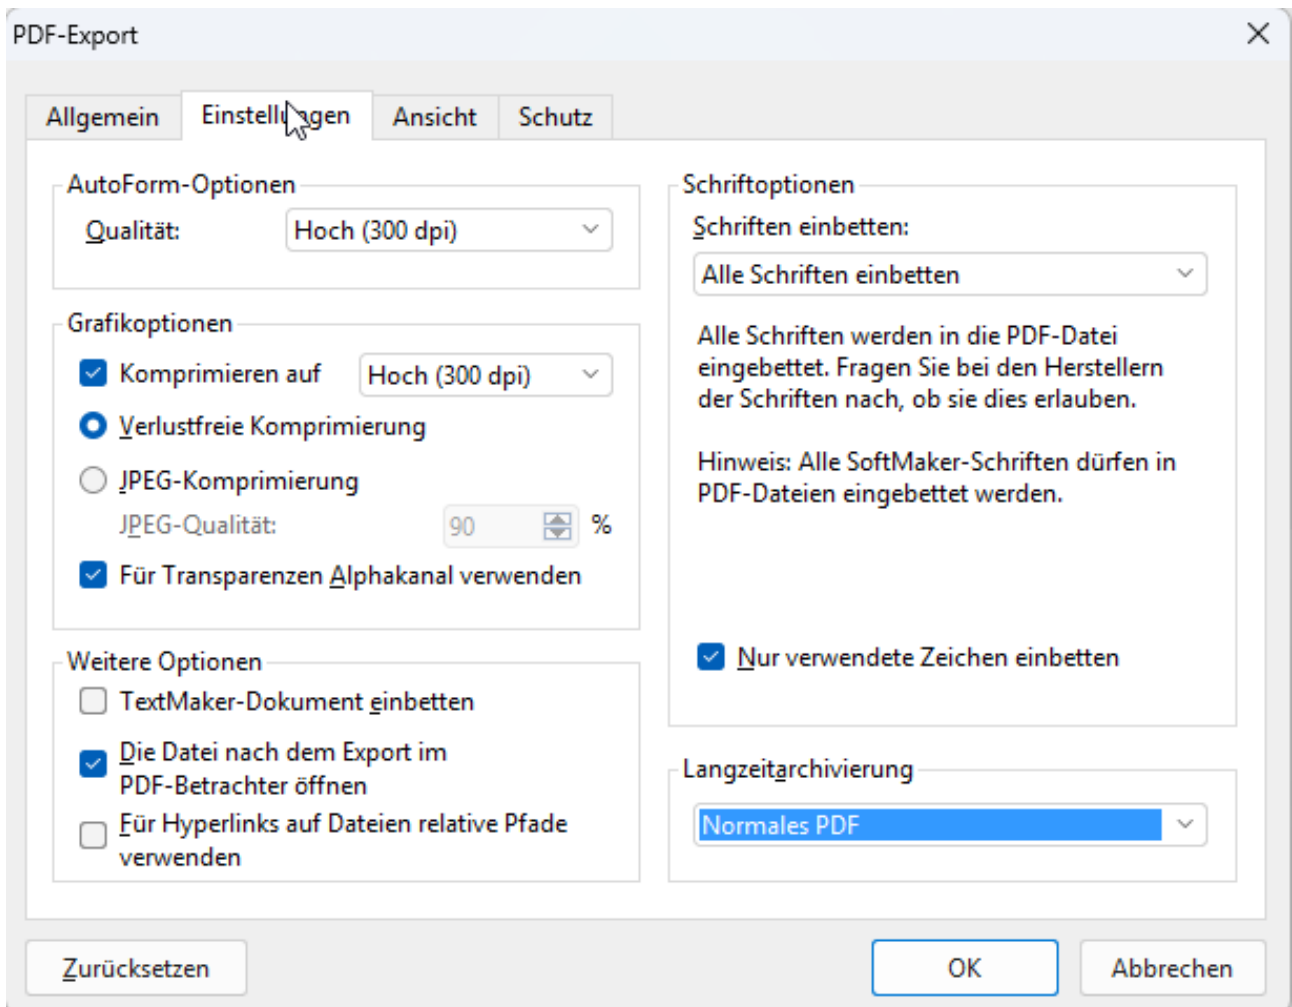 PDF-Export
Allgemein
Einstellungen
Ansicht
Schutz
AutoForm-Optionen
Qualität:
Hoch (300 dpi)
Grafikoptionen
Komprimieren auf
Hoch (300 dpi)
Verlustfreie Komprimierung
JPEG-Komprimierung
JPEG-Qualität:
90
%
Für Transparenzen Alphakanal verwenden
Weitere Optionen
TextMaker-Dokument einbetten
Die Datei nach dem Export im
PDF-Betrachter öffnen
Für Hyperlinks auf Dateien relative Pfade
verwenden
Schriftoptionen
Schriften einbetten:
Alle Schriften einbetten
Alle Schriften werden in die PDF-Datei
eingebettet. Fragen Sie bei den Herstellern
der Schriften nach, ob sie dies erlauben.
Hinweis: Alle SoftMaker-Schriften dürfen in
PDF-Dateien eingebettet werden.
Nur verwendete Zeichen einbetten
Langzeitarchivierung
Normales PDF
Zurücksetzen
OK
Abbrechen